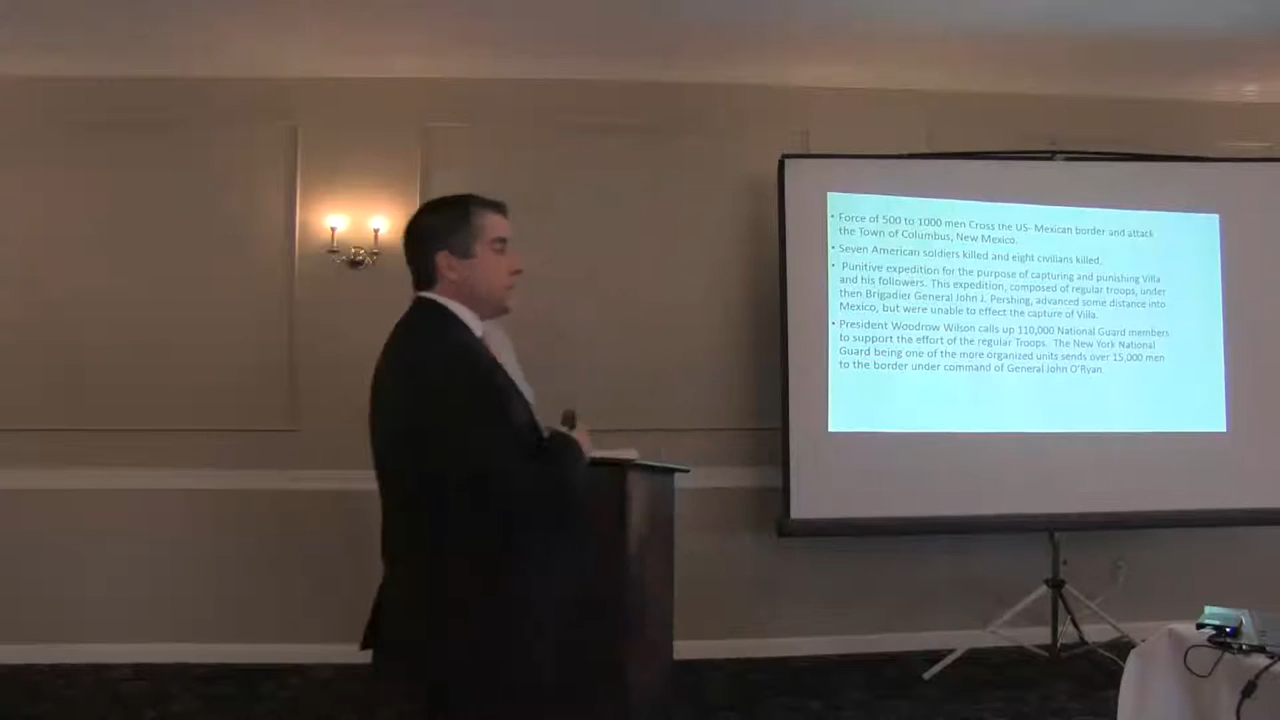 • Force of 500 to 1000 men Cross the US- Mexican border and attack
the Town of Columbus, New Mexico.
• Seven American soldiers killed and eight civilians killed.
• Punitive expedition for the purpose of capturing and punishing Villa
and his followers. This expedition, composed of regular troops, under
then Brigadier General John J. Pershing, advanced some distance into
Mexico, but were unable to effect the capture of Villa.
• President Woodrow Wilson calls up 110,000 National Guard members
to support the effort of the regular Troops. The New York National
Guard being one of the more organized units sends over 15,000 men
to the border under command of General John O'Ryan.